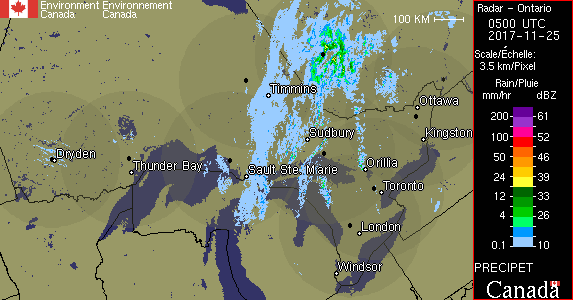 Environment Environnement
Canada Canada
100 KM
Timmins
Ottawa
Sudbury
Kingston
Dryden
Thunder Bay
Sault Ste. Marie
Orillia
Toronto
London
Windsor
Radar - Ontario
0500 UTC
2017-11-25
Scale/Échelle:
3.5 km/Pixel
Rain/Pluie
mm/hr dBZ
200 61
100 52
50 46
24 39
12 33
4 26
1 16
0.1 10
PRECIPET
Canada